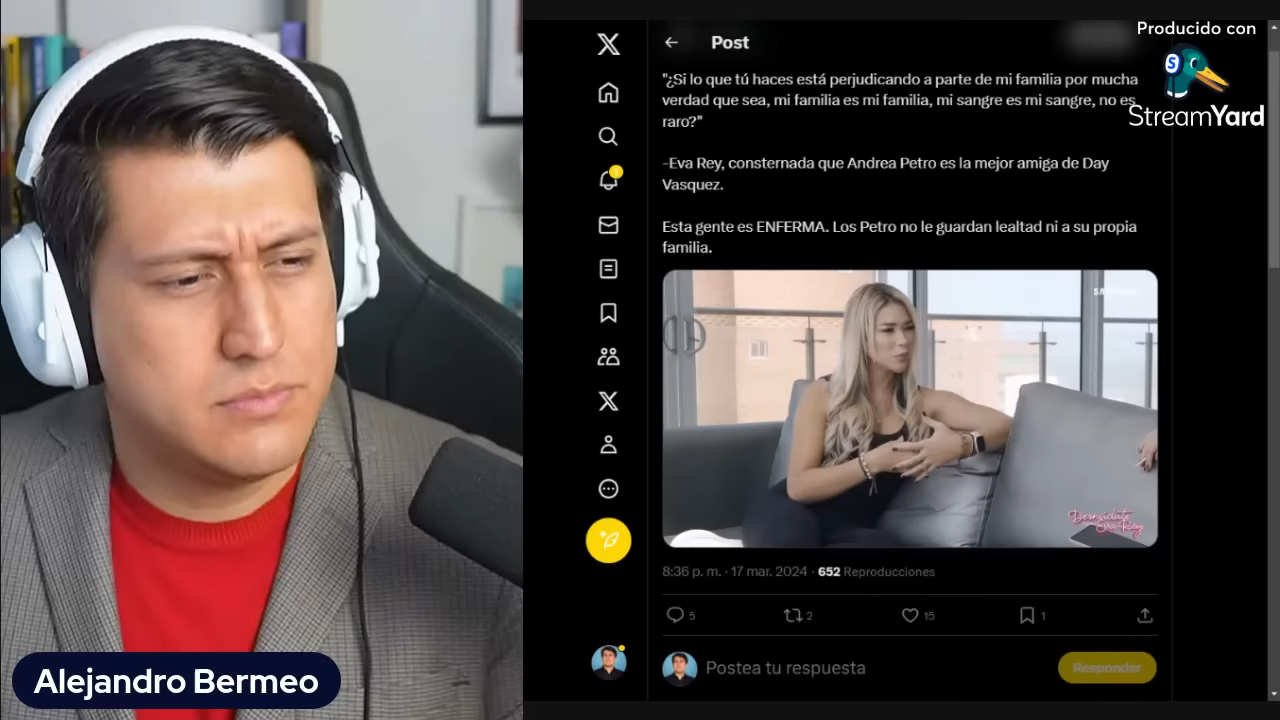 Producido con
StreamYard
Post
"¿Si lo que tú haces está perjudicando a parte de mi familia por mucha
verdad que sea, mi familia es mi familia, mi sangre es mi sangre, no es
raro?"
-Eva Rey, consternada que Andrea Petro es la mejor amiga de Day
Vasquez.
Esta gente es ENFERMA. Los Petro no le guardan lealtad ni a su propia
familia.
Desnúdate
Eva Rey
8:36 p. m. · 17 mar. 2024 · 652 Reproducciones
5
2
15
1
Postea tu respuesta
Responder
Alejandro Bermeo